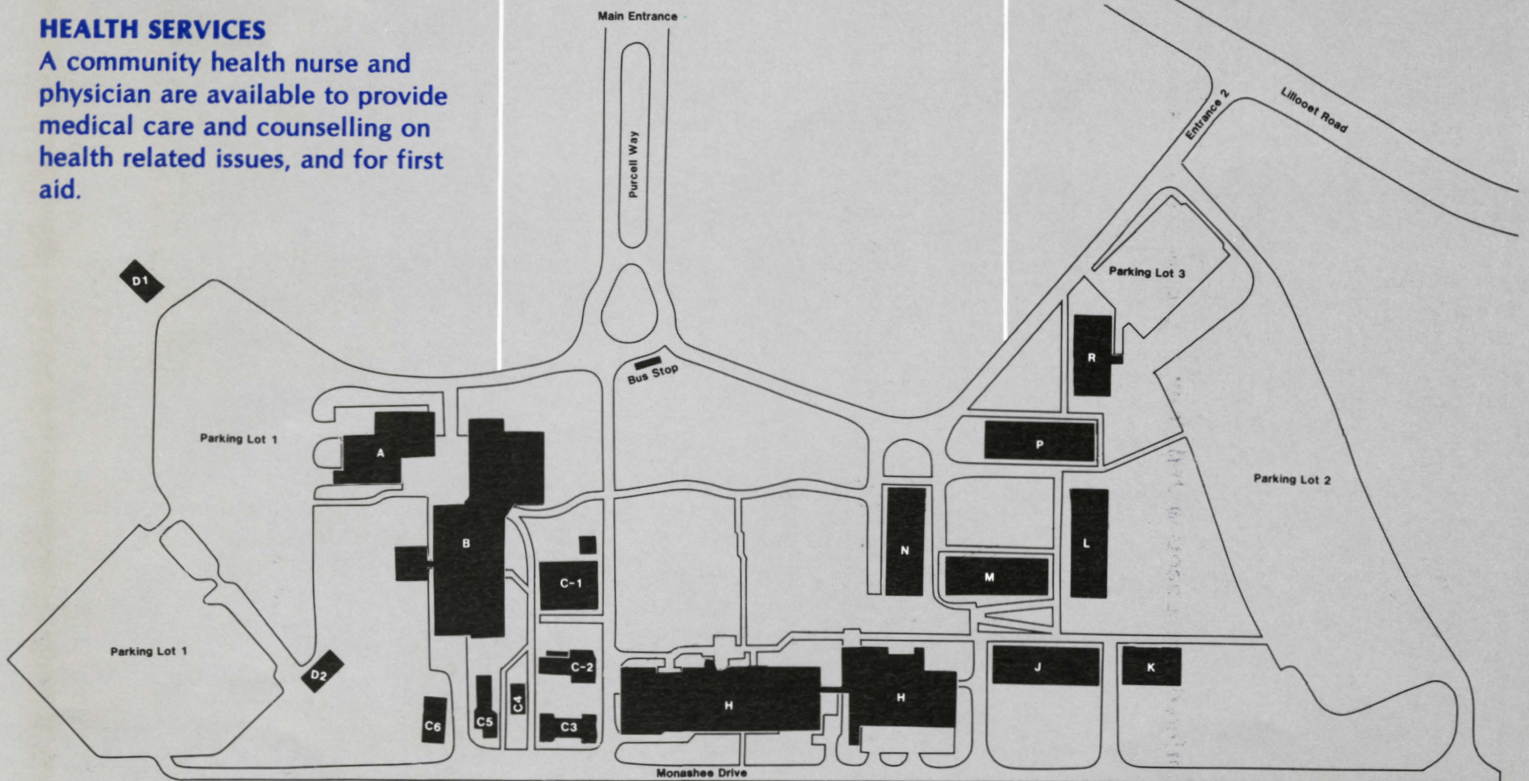 HEALTH SERVICES
A community health nurse and
physician are available to provide
medical care and counselling on
health related issues, and for first
aid.
Main Entrance
Purcell Way
Entrance 2
Lillooet Road
D1
Parking Lot 3
R
Bus Stop
Parking Lot 1
A
P
Parking Lot 2
B
N
L
C-1
M
Parking Lot 1
D2
C-2
J
K
C6
C5
C4
C3
H
H
Monashee Drive